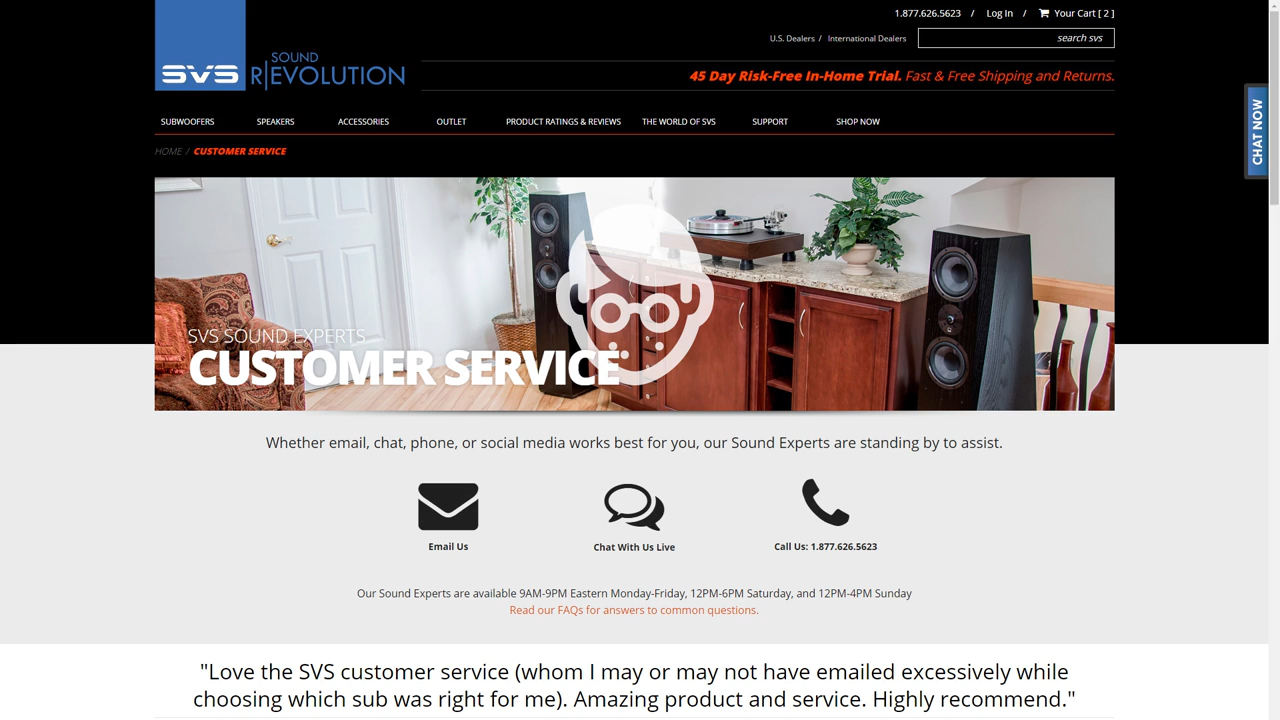 1.877.626.5623 / Log In / Your Cart [ 2 ]
U.S. Dealers / International Dealers
search svs
SVS SOUND R|EVOLUTION
45 Day Risk-Free In-Home Trial. Fast & Free Shipping and Returns.
SUBWOOFERS SPEAKERS ACCESSORIES OUTLET PRODUCT RATINGS & REVIEWS THE WORLD OF SVS SUPPORT SHOP NOW
CHAT NOW
HOME / CUSTOMER SERVICE
SVS SOUND EXPERTS
CUSTOMER SERVICE
Whether email, chat, phone, or social media works best for you, our Sound Experts are standing by to assist.
Email Us
Chat With Us Live
Call Us: 1.877.626.5623
Our Sound Experts are available 9AM-9PM Eastern Monday-Friday, 12PM-6PM Saturday, and 12PM-4PM Sunday
Read our FAQs for answers to common questions.
"Love the SVS customer service (whom I may or may not have emailed excessively while
choosing which sub was right for me). Amazing product and service. Highly recommend."